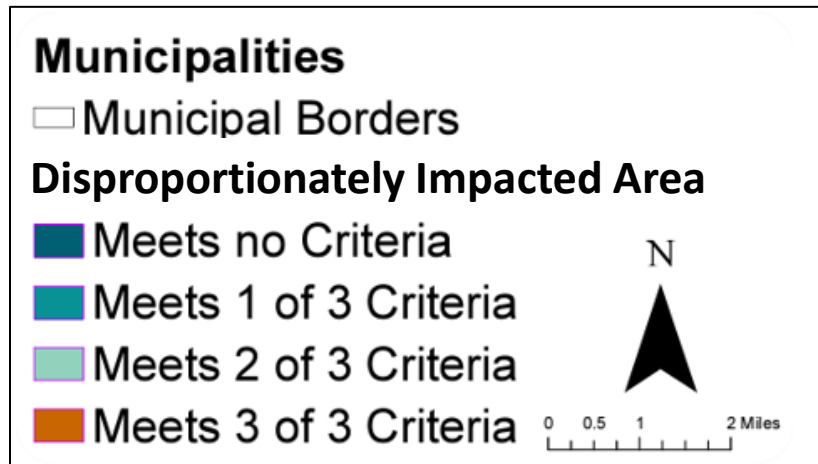 Municipalities
Municipal Borders
Disproportionately Impacted Area
Meets no Criteria
Meets 1 of 3 Criteria
Meets 2 of 3 Criteria
Meets 3 of 3 Criteria
N
0 0.5 1 2 Miles